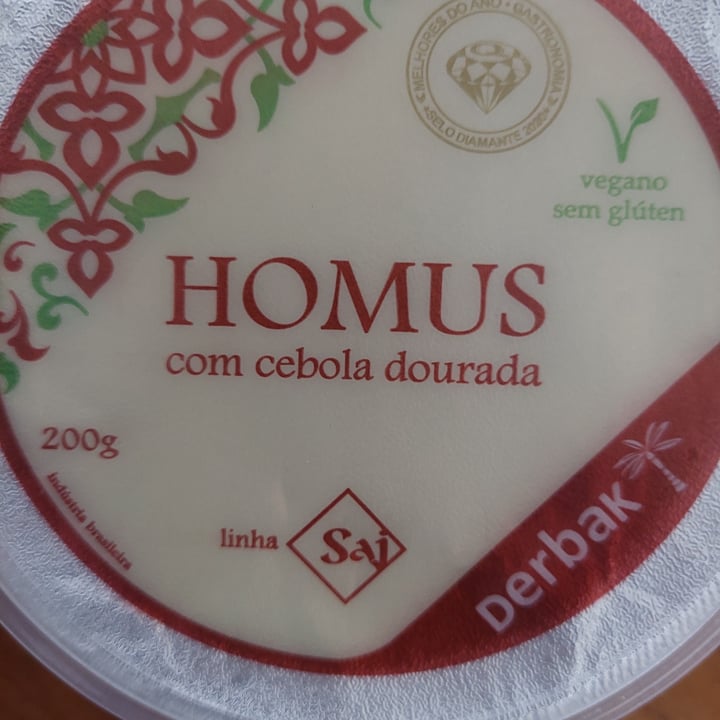 MELHORES DO ANO • GASTRONOMIA
SELO DIAMANTE 2020
vegano
sem glúten
HOMUS
com cebola dourada
200g
indústria brasileira
linha
Saj
Derbak